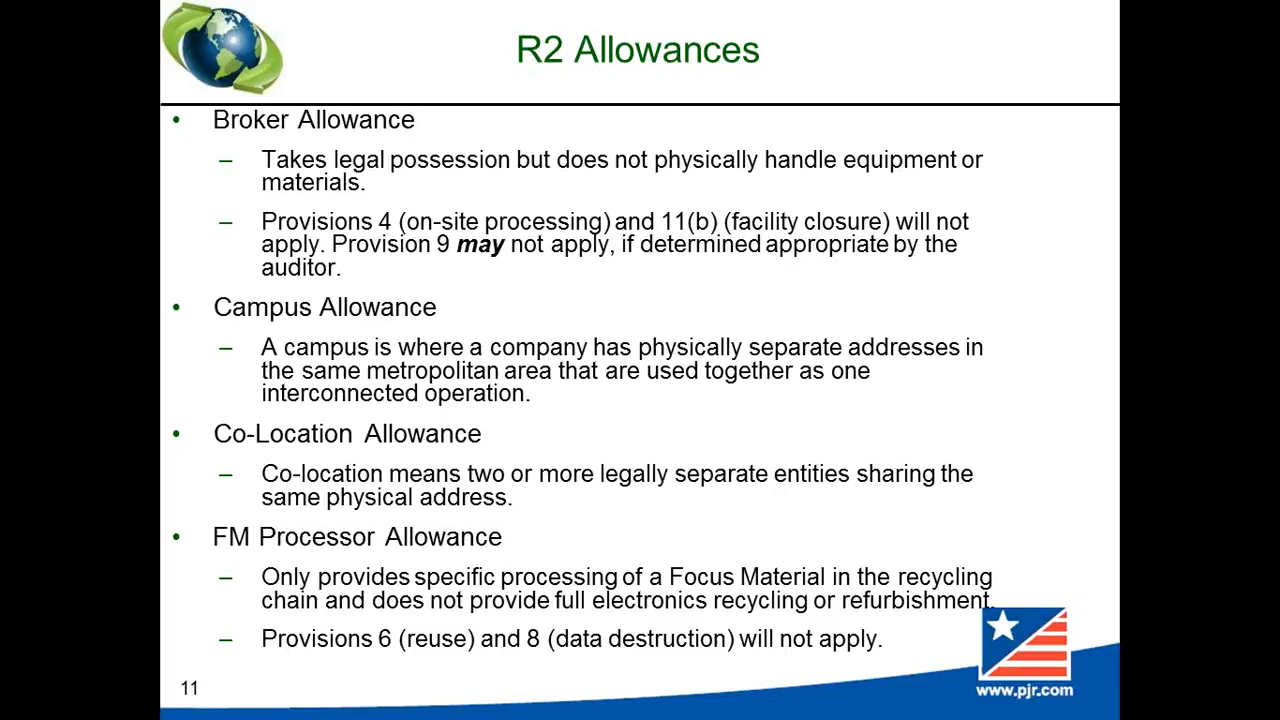 R2 Allowances
• Broker Allowance
– Takes legal possession but does not physically handle equipment or
materials.
– Provisions 4 (on-site processing) and 11(b) (facility closure) will not
apply. Provision 9 may not apply, if determined appropriate by the
auditor.
• Campus Allowance
– A campus is where a company has physically separate addresses in
the same metropolitan area that are used together as one
interconnected operation.
• Co-Location Allowance
– Co-location means two or more legally separate entities sharing the
same physical address.
• FM Processor Allowance
– Only provides specific processing of a Focus Material in the recycling
chain and does not provide full electronics recycling or refurbishment.
– Provisions 6 (reuse) and 8 (data destruction) will not apply.
11
www.pjr.com